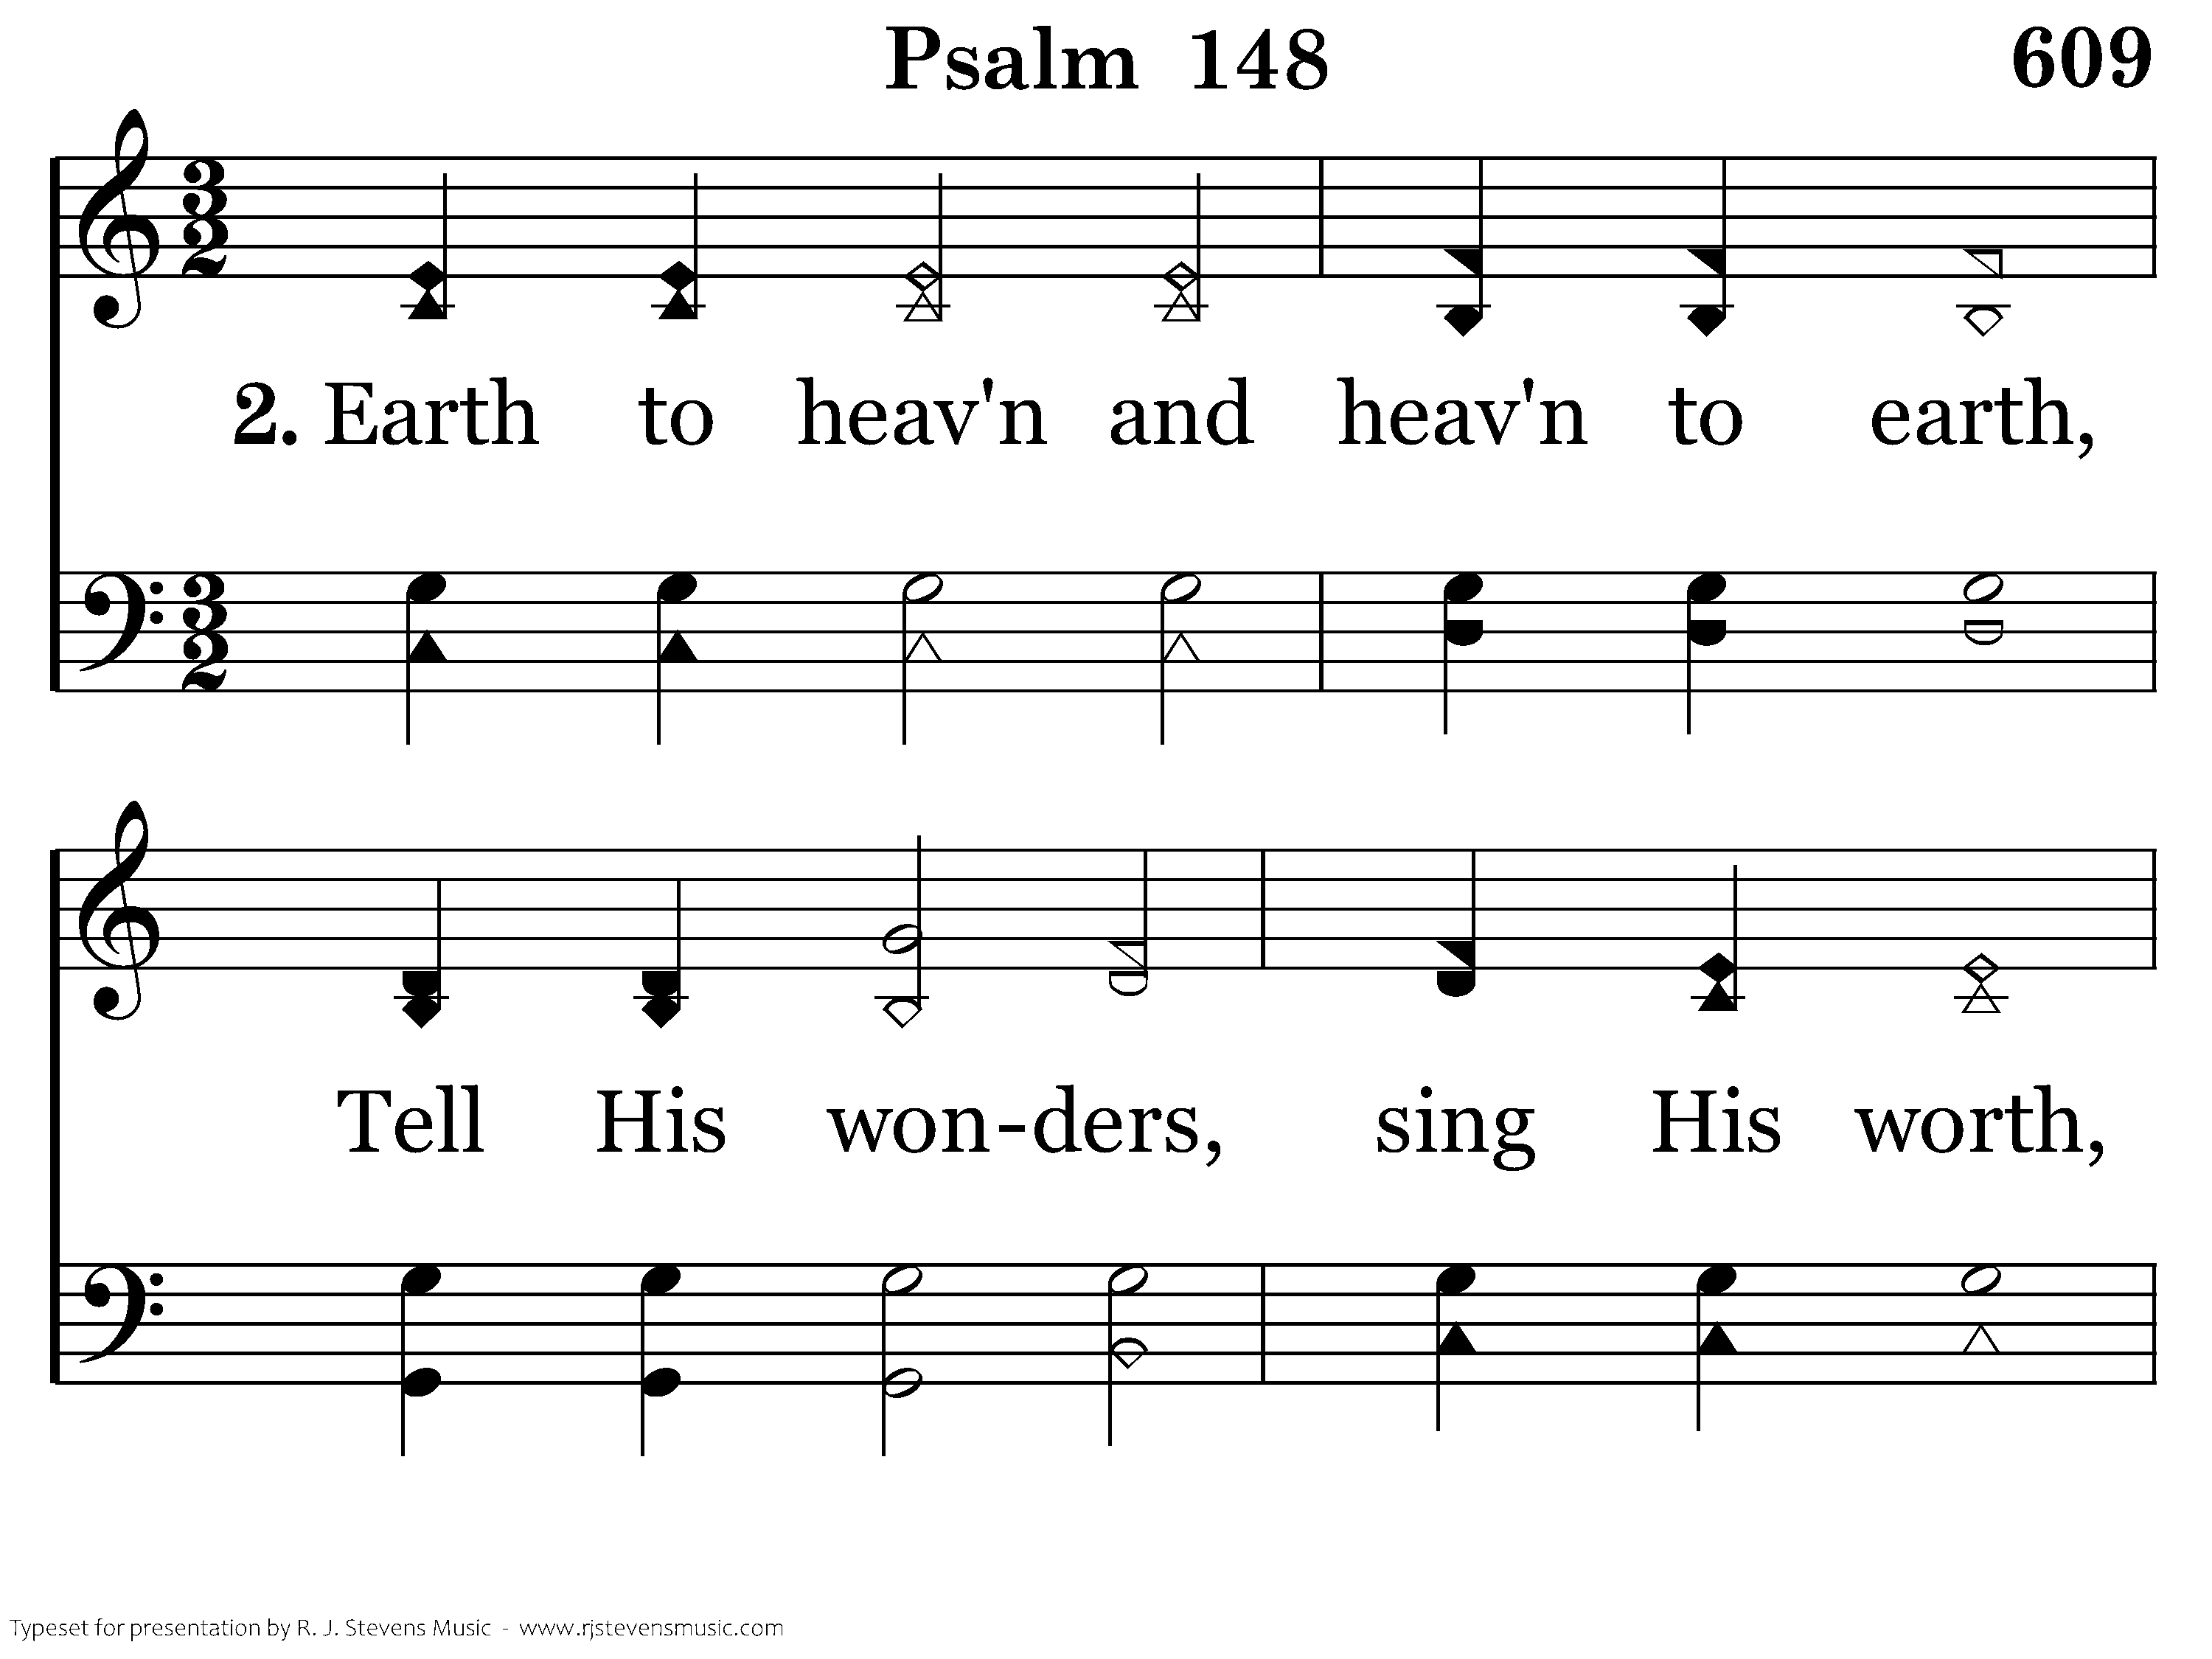 Psalm 148 609
2. Earth to heav'n and heav'n to earth,
Tell His won-ders, sing His worth,
Typeset for presentation by R. J. Stevens Music - www.rjstevensmusic.com